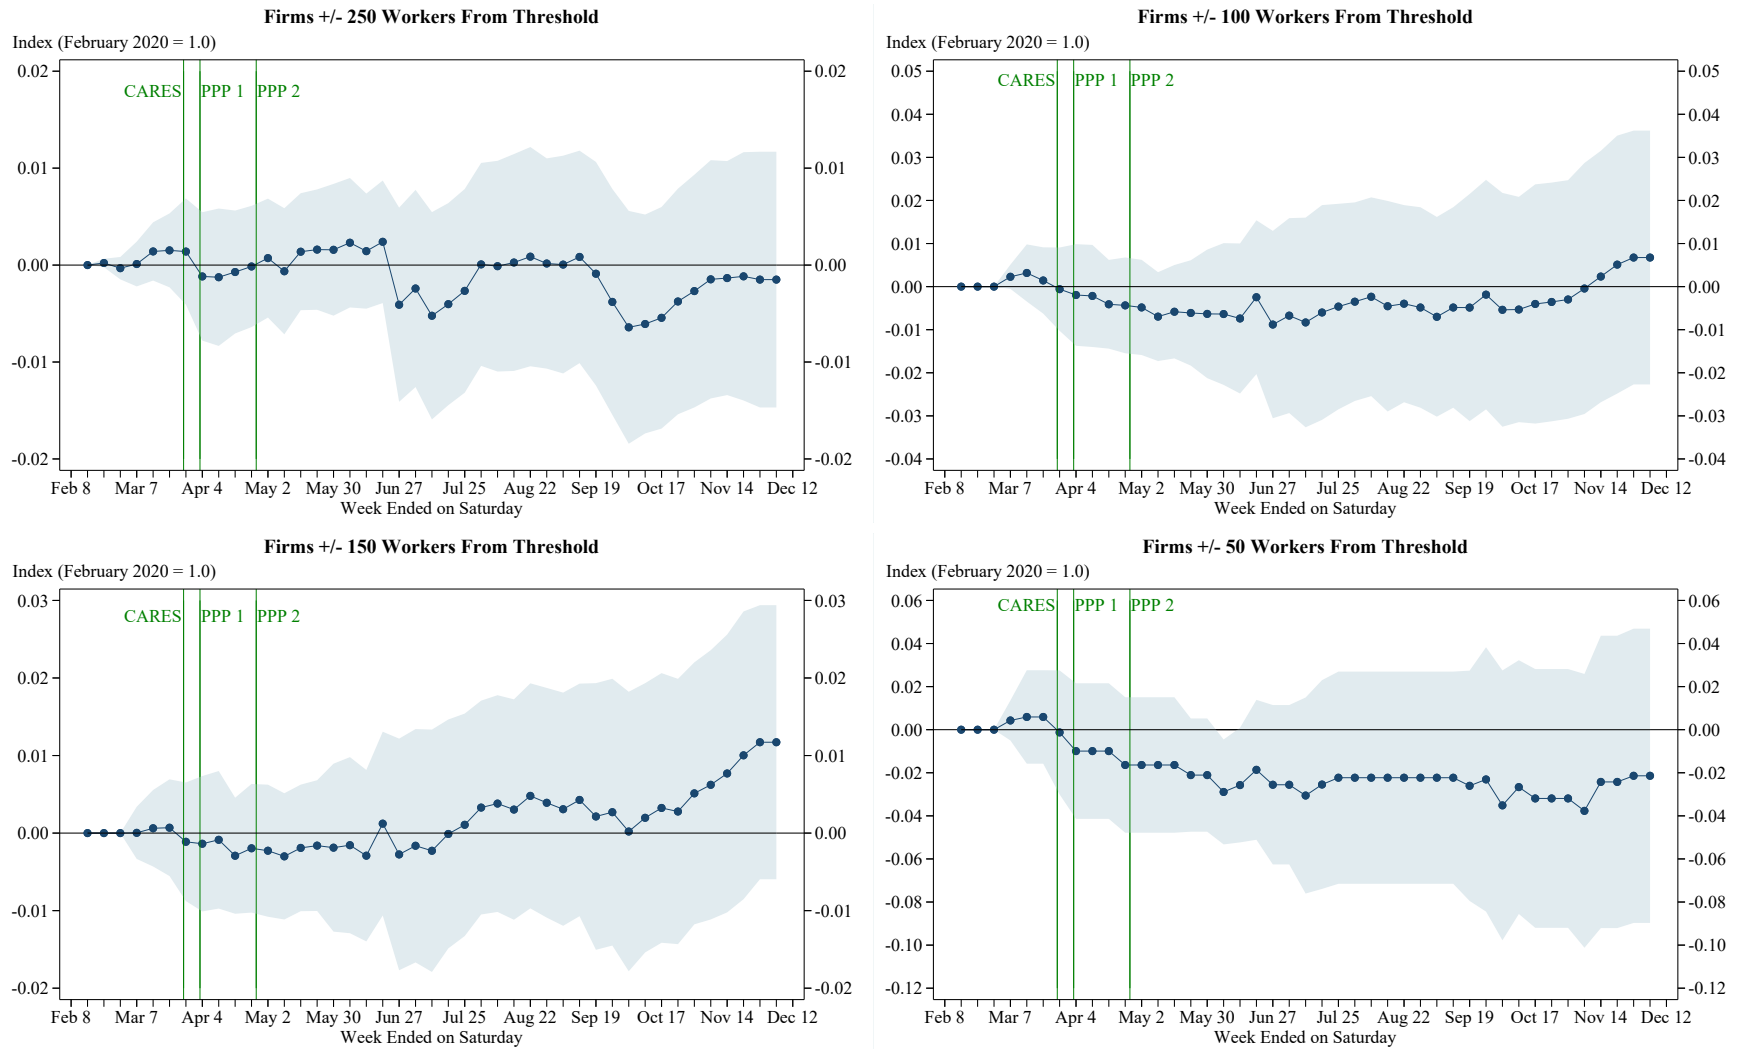 Firms +/- 250 Workers From Threshold
Index (February 2020 = 1.0)
0.02 0.02
CARES PPP 1 PPP 2
0.01 0.01
0.00 0.00
-0.01 -0.01
-0.02 -0.02
Feb 8 Mar 7 Apr 4 May 2 May 30 Jun 27 Jul 25 Aug 22 Sep 19 Oct 17 Nov 14 Dec 12
Week Ended on Saturday
Firms +/- 100 Workers From Threshold
Index (February 2020 = 1.0)
0.05 0.05
CARES PPP 1 PPP 2
0.04 0.04
0.03 0.03
0.02 0.02
0.01 0.01
0.00 0.00
-0.01 -0.01
-0.02 -0.02
-0.03 -0.03
-0.04 -0.04
Feb 8 Mar 7 Apr 4 May 2 May 30 Jun 27 Jul 25 Aug 22 Sep 19 Oct 17 Nov 14 Dec 12
Week Ended on Saturday
Firms +/- 150 Workers From Threshold
Index (February 2020 = 1.0)
0.03 0.03
CARES PPP 1 PPP 2
0.02 0.02
0.01 0.01
0.00 0.00
-0.01 -0.01
-0.02 -0.02
Feb 8 Mar 7 Apr 4 May 2 May 30 Jun 27 Jul 25 Aug 22 Sep 19 Oct 17 Nov 14 Dec 12
Week Ended on Saturday
Firms +/- 50 Workers From Threshold
Index (February 2020 = 1.0)
0.06 0.06
CARES PPP 1 PPP 2
0.04 0.04
0.02 0.02
0.00 0.00
-0.02 -0.02
-0.04 -0.04
-0.06 -0.06
-0.08 -0.08
-0.10 -0.10
-0.12 -0.12
Feb 8 Mar 7 Apr 4 May 2 May 30 Jun 27 Jul 25 Aug 22 Sep 19 Oct 17 Nov 14 Dec 12
Week Ended on Saturday